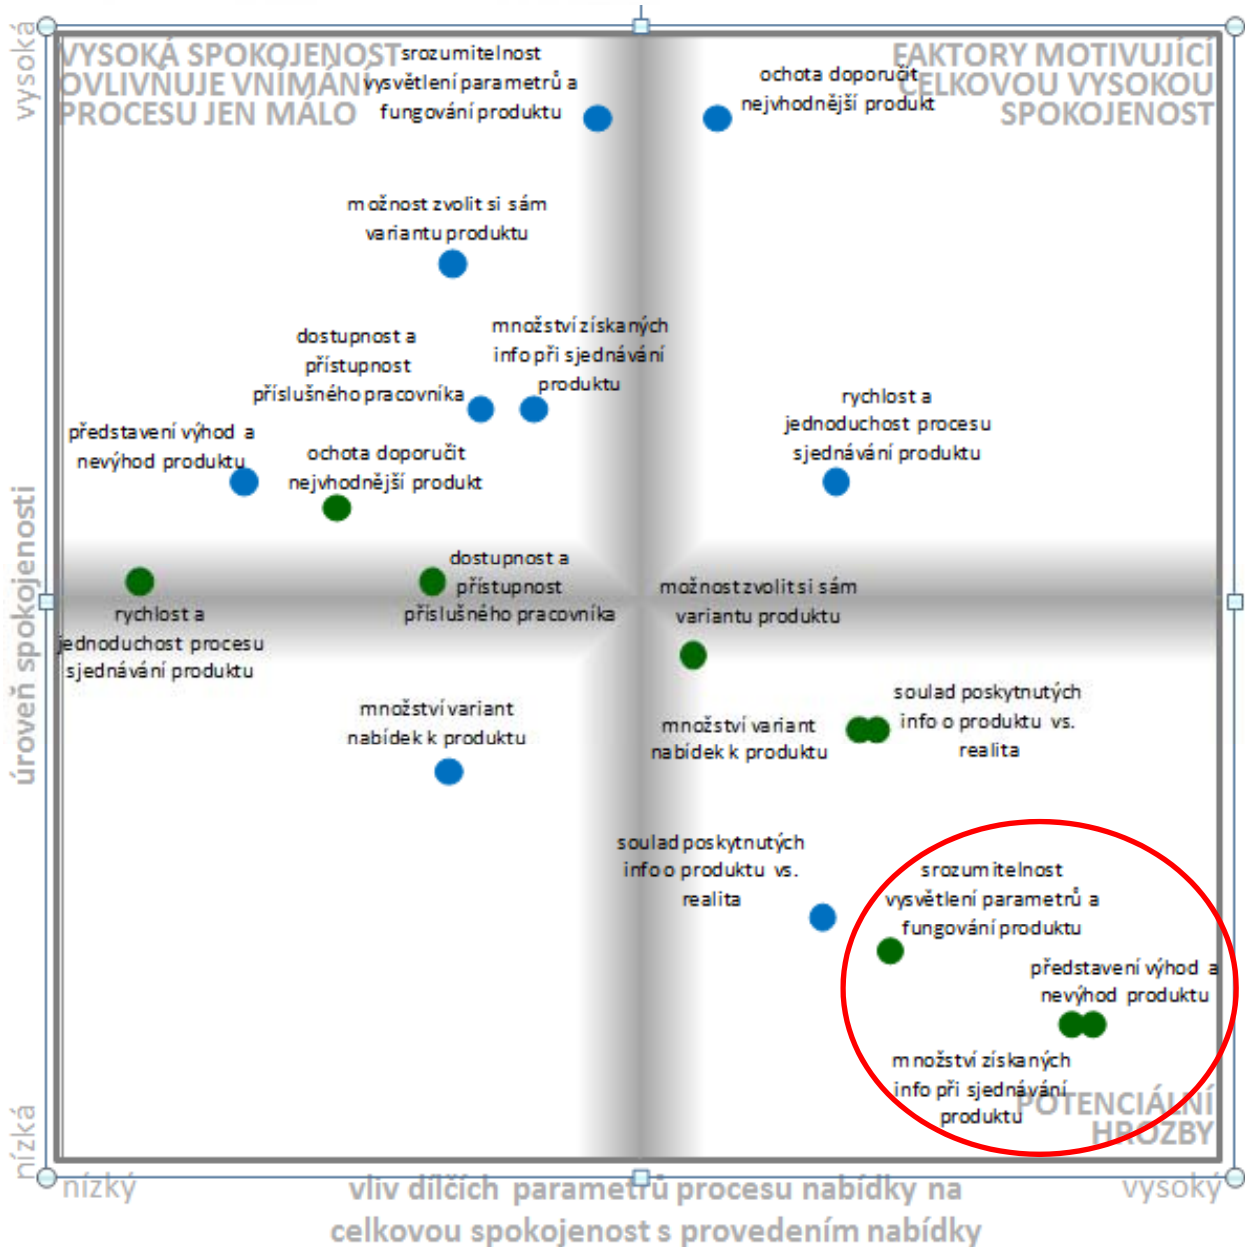 vysoká
VYSOKÁ SPOKOJENOST
OVLIVŇUJE VNÍMÁNÍ
PROCESU JEN MÁLO
srozumitelnost
vysvětlení parametrů a
fungování produktu
FAKTORY MOTIVUJÍCÍ
CELKOVOU VYSOKOU
SPOKOJENOST
ochota doporučit
nejvhodnější produkt
možnost zvolit si sám
variantu produktu
dostupnost a
přístupnost
příslušného pracovníka
množství získaných
info při sjednávání
produktu
rychlost a
jednoduchost procesu
sjednávání produktu
představení výhod a
nevýhod produktu
ochota doporučit
nejvhodnější produkt
úroveň spokojenosti
rychlost a
jednoduchost procesu
sjednávání produktu
dostupnost a
přístupnost
příslušného pracovníka
možnost zvolit si sám
variantu produktu
množství variant
nabídek k produktu
množství variant
nabídek k produktu
soulad poskytnutých
info o produktu vs.
realita
soulad poskytnutých
info o produktu vs.
realita
srozumitelnost
vysvětlení parametrů a
fungování produktu
představení výhod a
nevýhod produktu
množství získaných
info při sjednávání
produktu
POTENCIÁLNÍ
HROZBY
nízká
nízký
vliv dílčích parametrů procesu nabídky na
celkovou spokojenost s provedením nabídky
vysoký